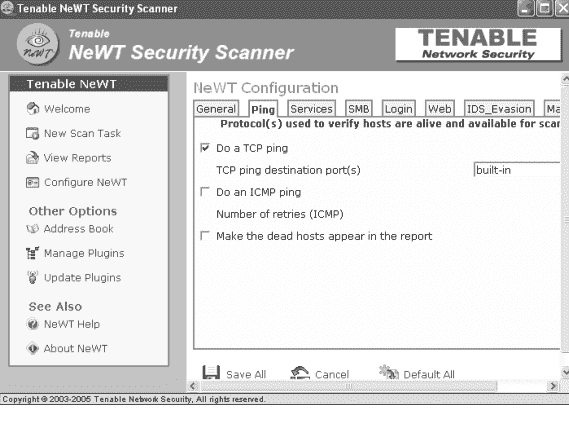 Tenable NeWT Security Scanner
NeWT
Tenable
NeWT Security Scanner
TENABLE
Network Security
Tenable NeWT
Welcome
New Scan Task
View Reports
Configure NeWT
Other Options
Address Book
Manage Plugins
Update Plugins
See Also
NeWT Help
About NeWT
NeWT Configuration
General Ping Services SMB Login Web IDS_Evasion Ma
Protocol(s) used to verify hosts are alive and available for scar
Do a TCP ping
TCP ping destination port(s) built-in
Do an ICMP ping
Number of retries (ICMP)
Make the dead hosts appear in the report
Save All Cancel Default All
Copyright © 2003-2005 Tenable Network Security, All rights reserved.